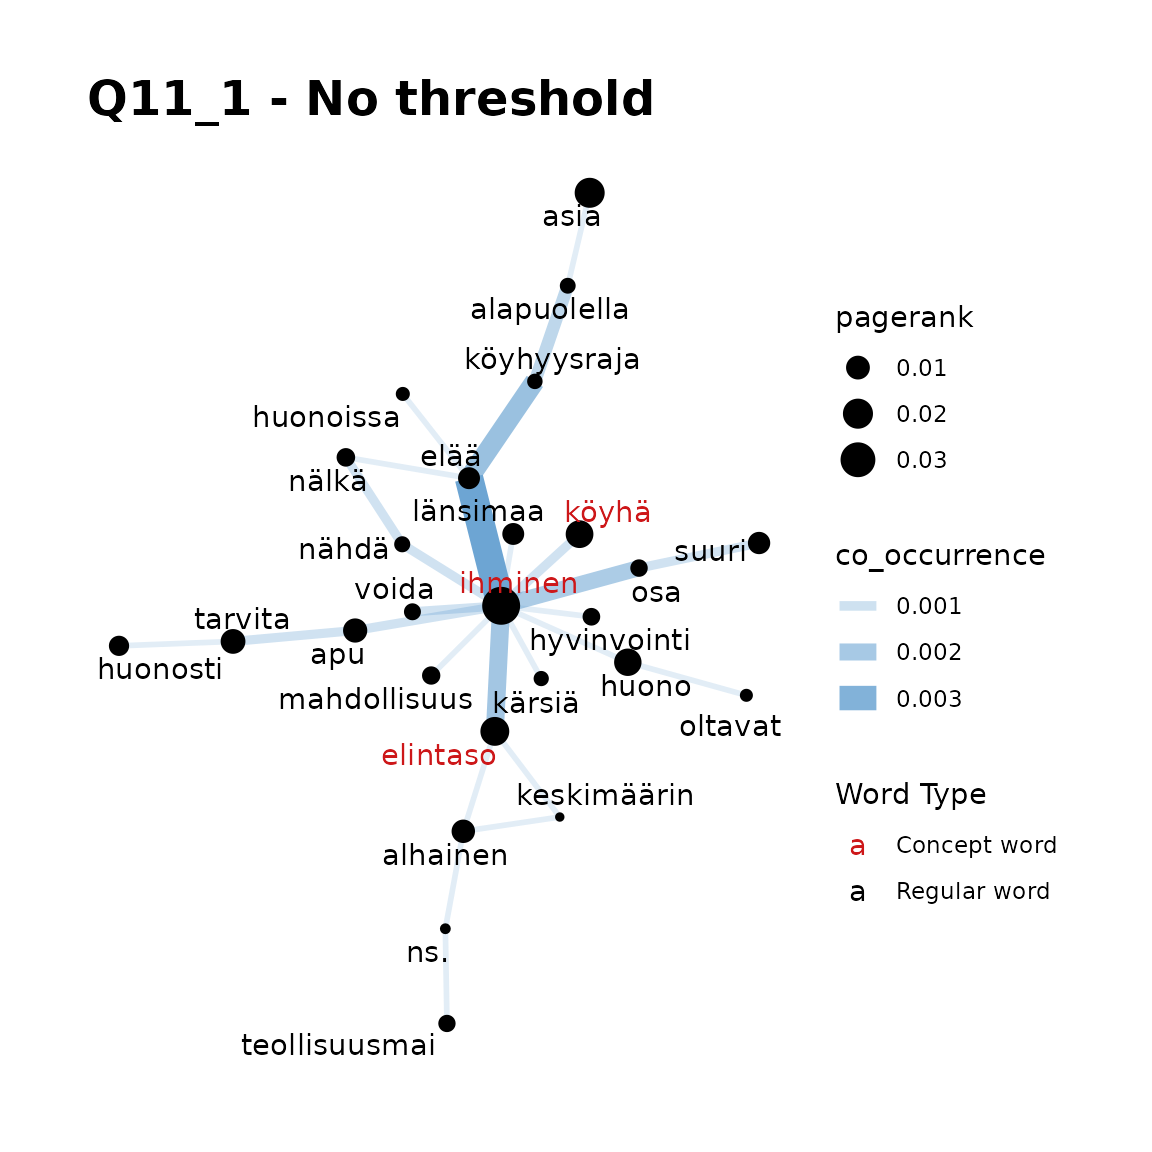 Q11_1 - No threshold
asia
alapuolella
köyhyysraja
huonoissa
elää
nälkä
länsimaa
köyhä
nähdä
suuri
ihminen
voida
osa
tarvita
hyvinvointi
apu
huonosti
huono
mahdollisuus
kärsiä
oltavat
elintaso
keskimäärin
alhainen
ns.
teollisuusmai
pagerank
0.01
0.02
0.03
co_occurrence
0.001
0.002
0.003
Word Type
a Concept word
a Regular word